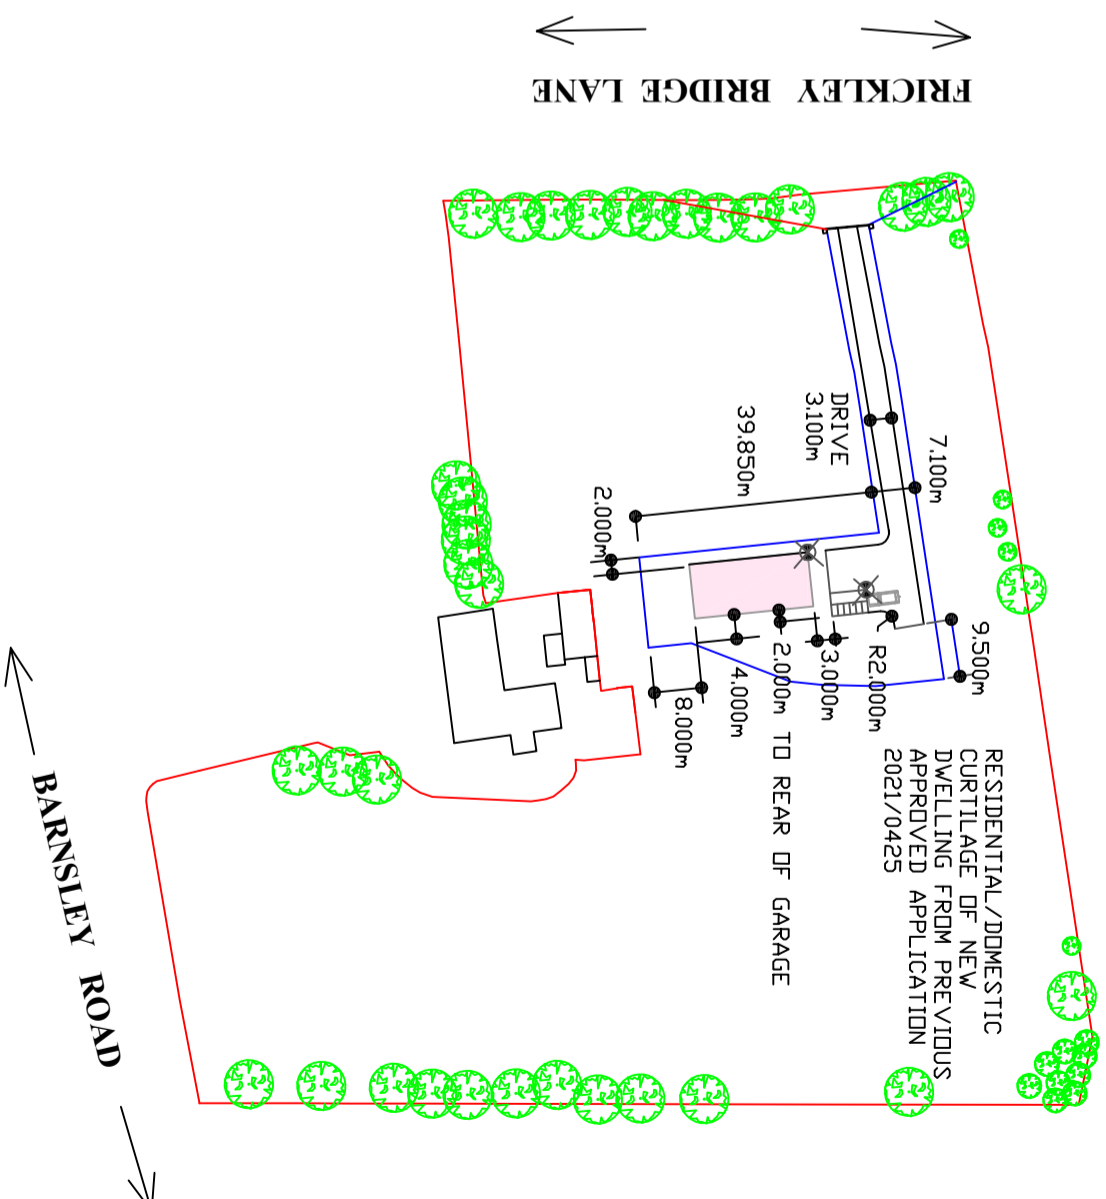 FRICKLEY BRIDGE LANE
7.100m
DRIVE
3.100m
39.850m
2.000m
9.500m
R2.000m
3.000m
2.000m TO REAR OF GARAGE
4.000m
8.000m
RESIDENTIAL/DOMESTIC
CURTILAGE OF NEW
DWELLING FROM PREVIOUS
APPROVED APPLICATION
2021/0425
BARNSLEY ROAD